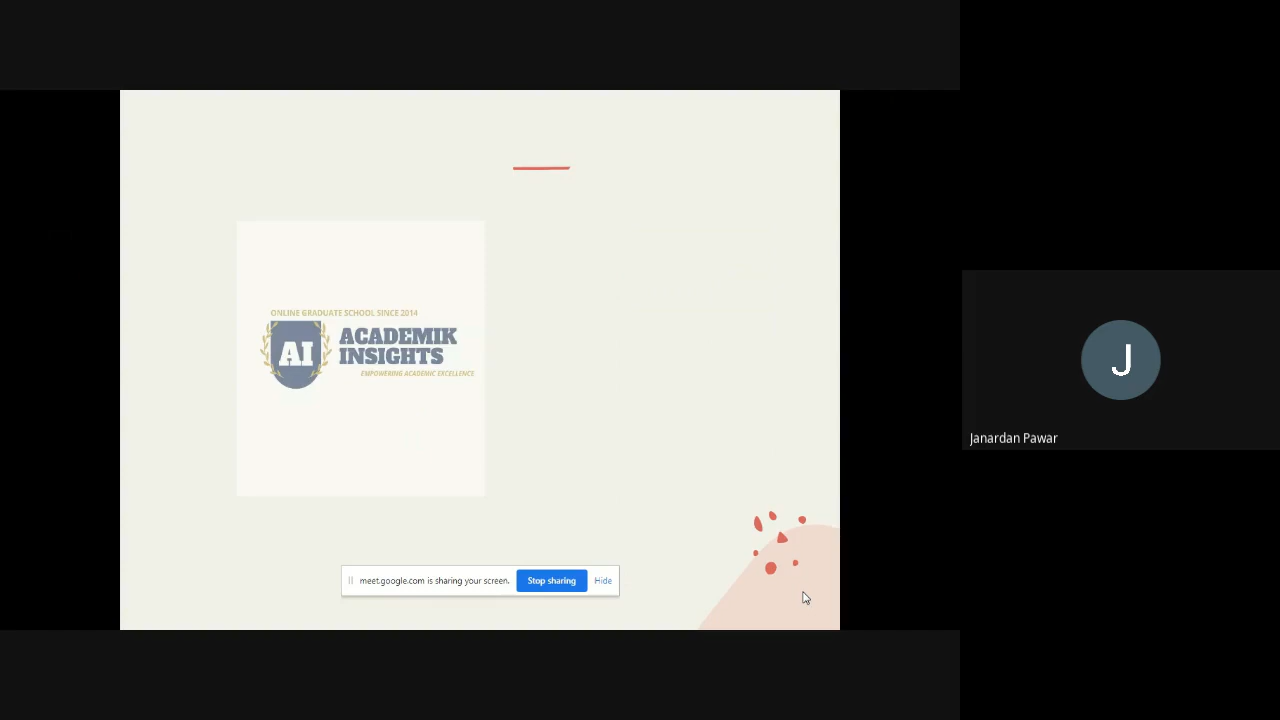 ONLINE GRADUATE SCHOOL SINCE 2014
AI
ACADEMIK
INSIGHTS
EMPOWERING ACADEMIC EXCELLENCE
meet.google.com is sharing your screen.
Stop sharing
Hide
J
Janardan Pawar